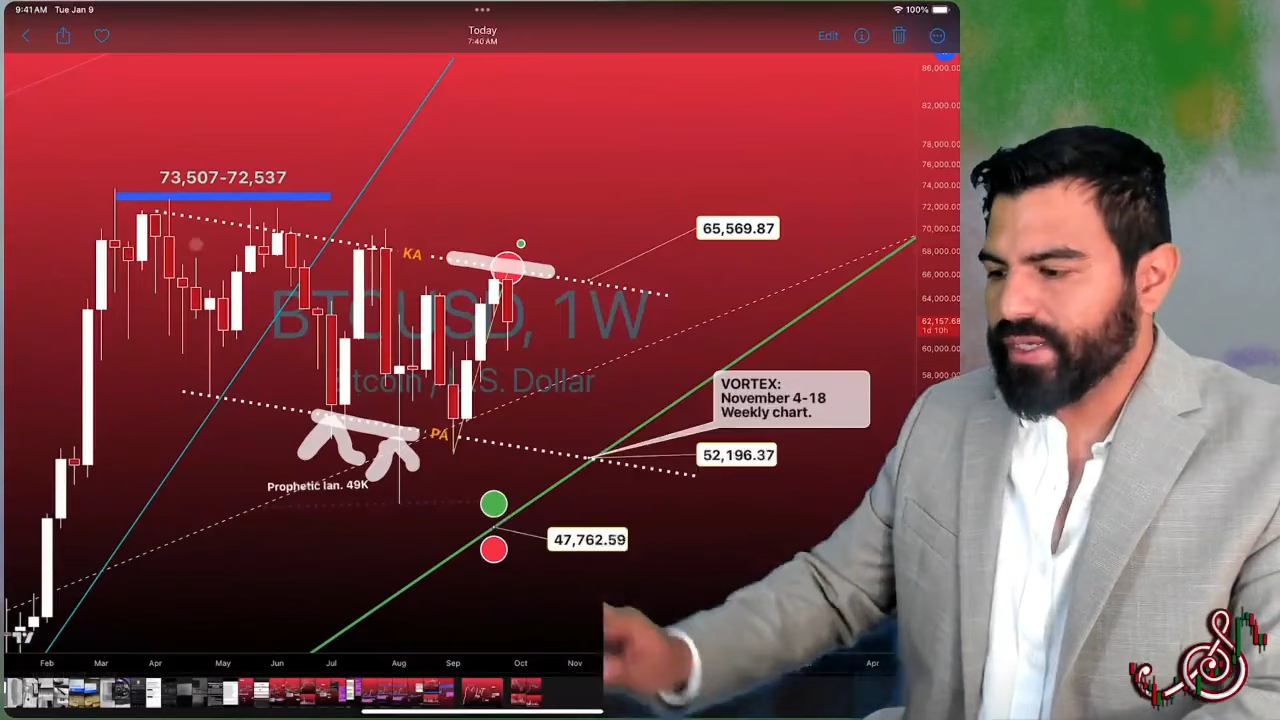 9:41 AM Tue Jan 9
100%
Today
7:40 AM
Edit
86,000.00
82,000.00
78,000.00
76,000.00
74,000.00
72,000.00
70,000.00
68,000.00
66,000.00
64,000.00
62,157.68
1d 10h
60,000.00
58,000.00
73,507-72,537
KA
65,569.87
BTCUSD, 1W
tcoin / U.S. Dollar
VORTEX:
November 4-18
Weekly chart.
PA
52,196.37
Prophetic Ian. 49K
47,762.59
Feb Mar Apr May Jun Jul Aug Sep Oct Nov Apr